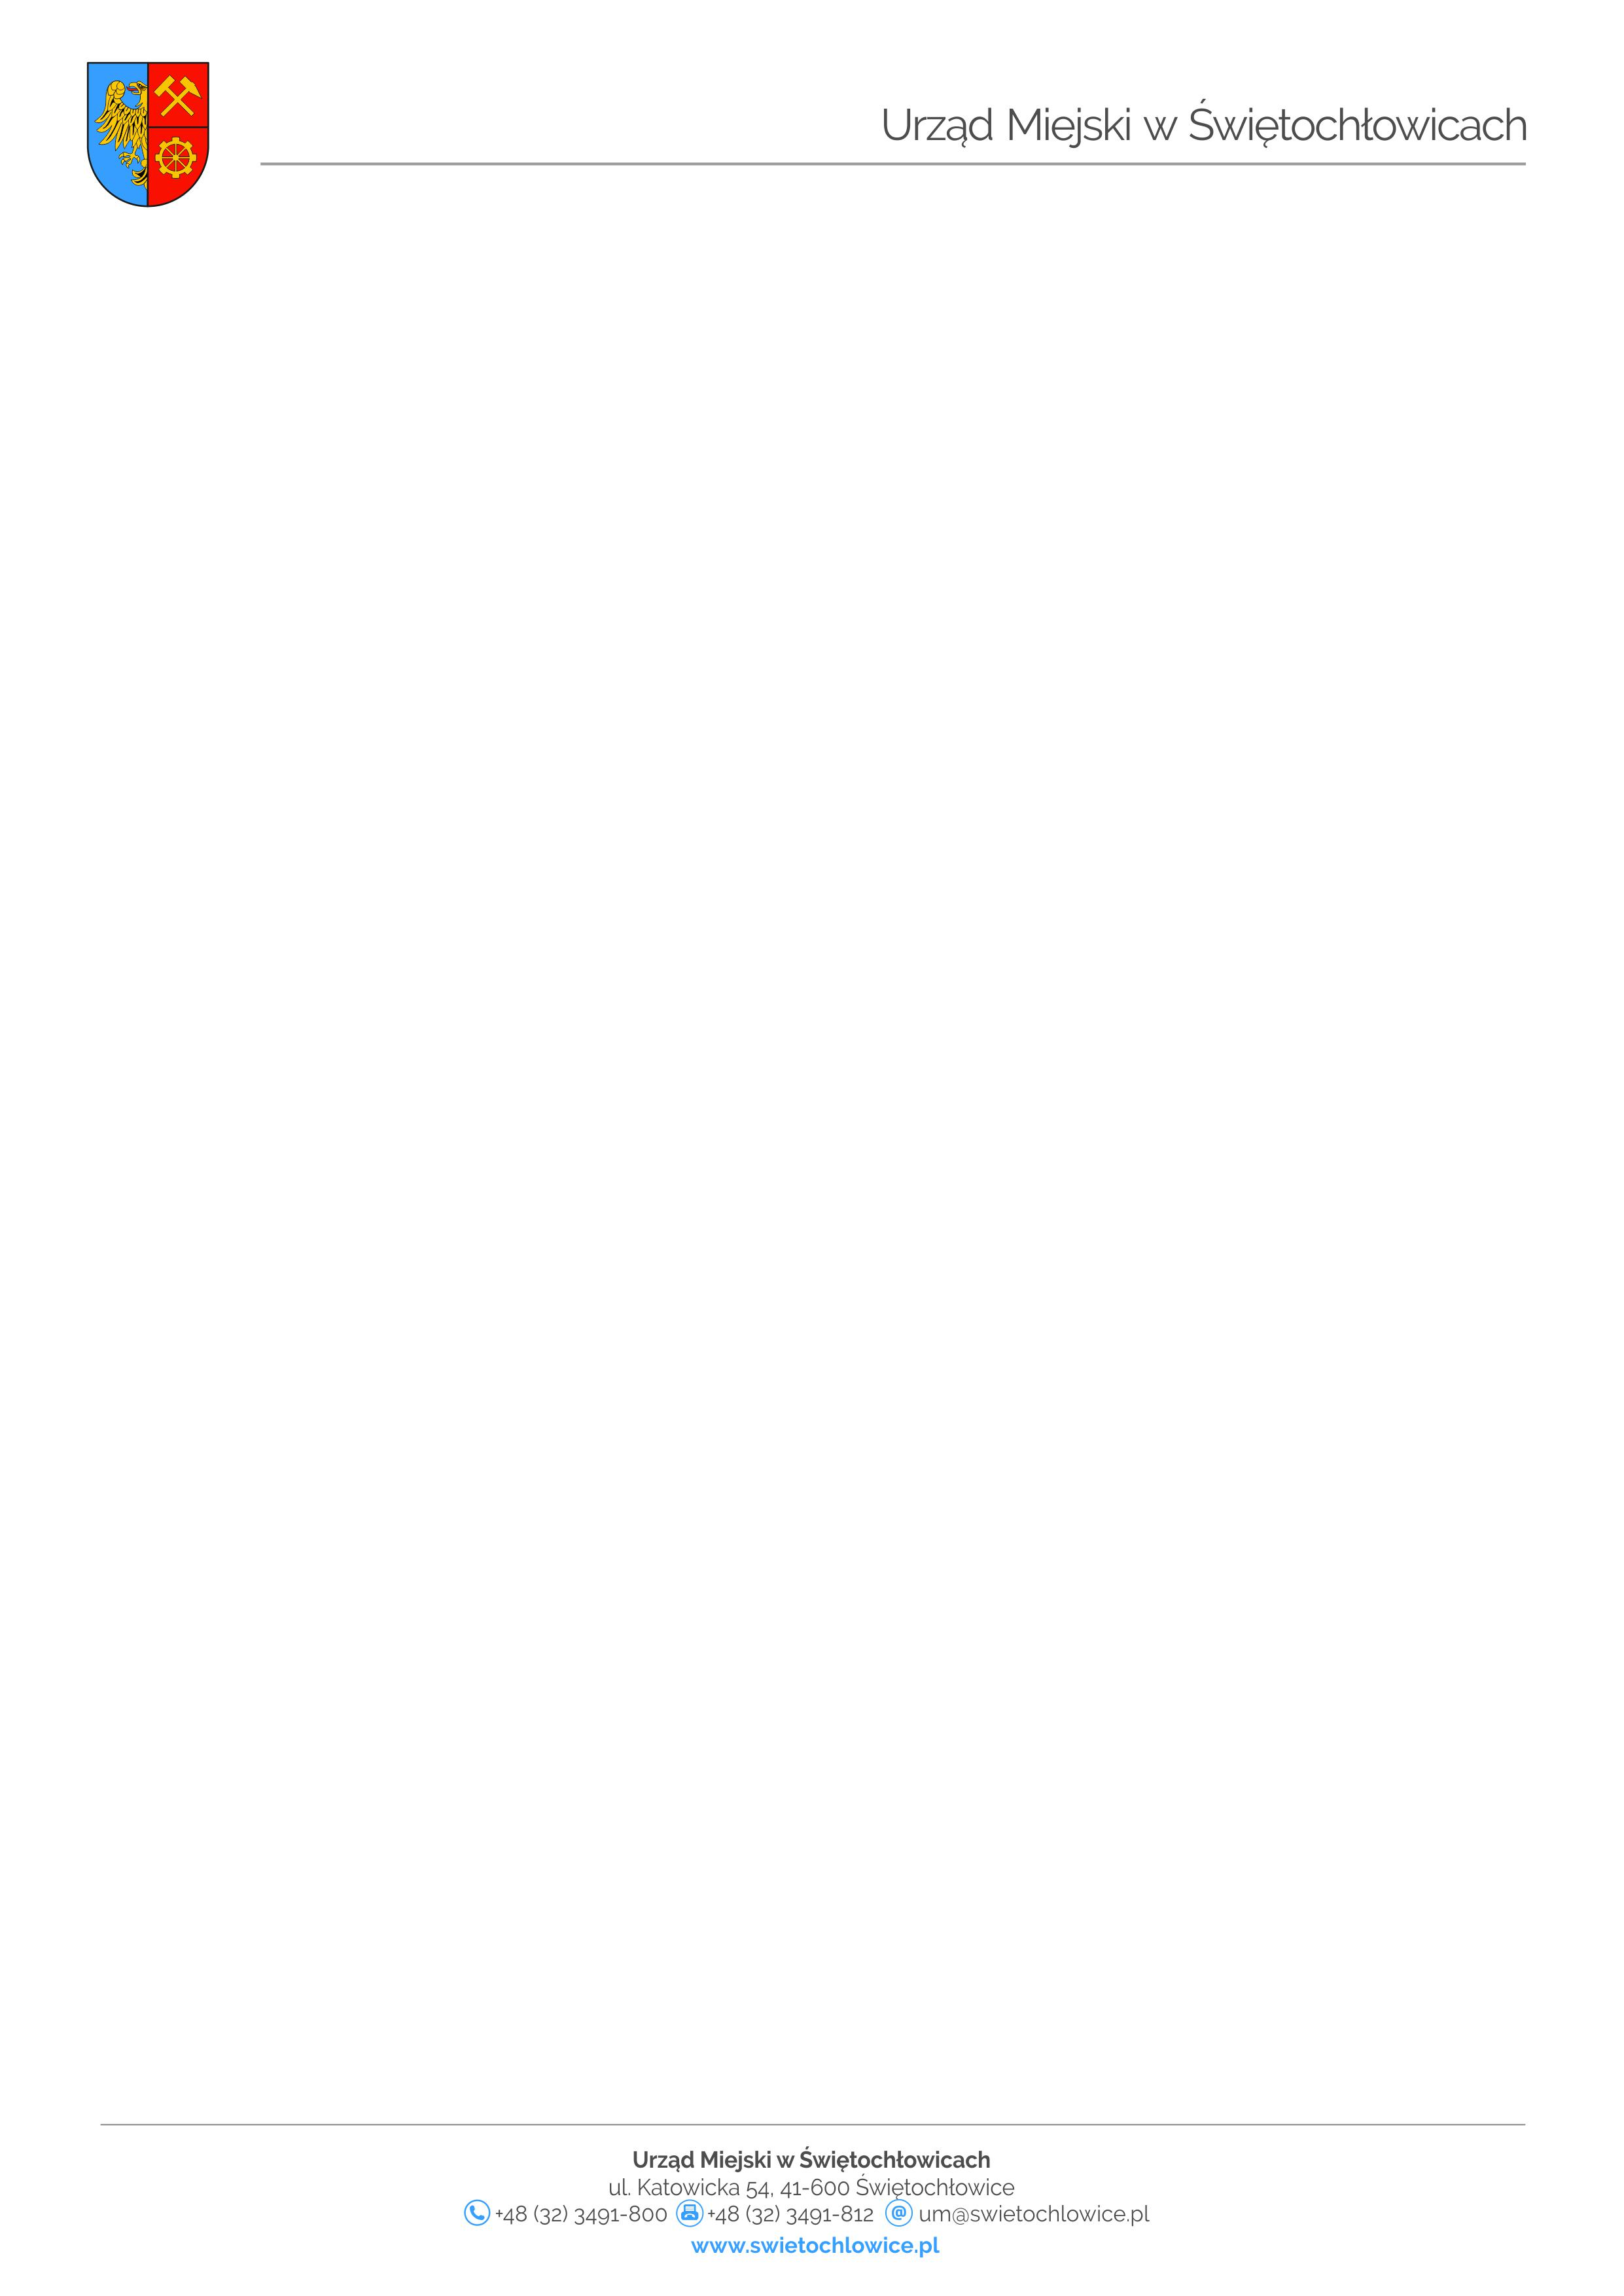 Urząd Miejski w Świętochłowicach
Urząd Miejski w Świętochłowicach
ul. Katowicka 54, 41-600 Świętochłowice
+48 (32) 3491-800 +48 (32) 3491-812 @ um@swietochlowice.pl
www.swietochlowice.pl